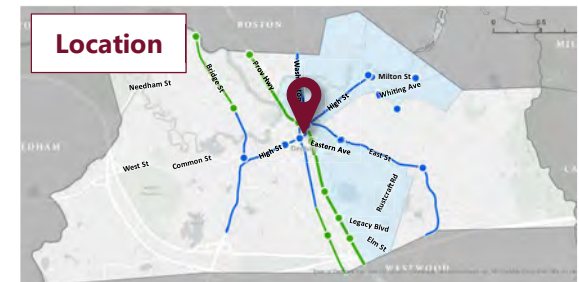 Location
BOSTON
Needham St
Bridge St
Prov Hwy
High St
Milton St
Whiting Ave
West St
Common St
High St
Eastern Ave
East St
Rustcraft Rd
Legacy Blvd
Elm St
WESTWOOD